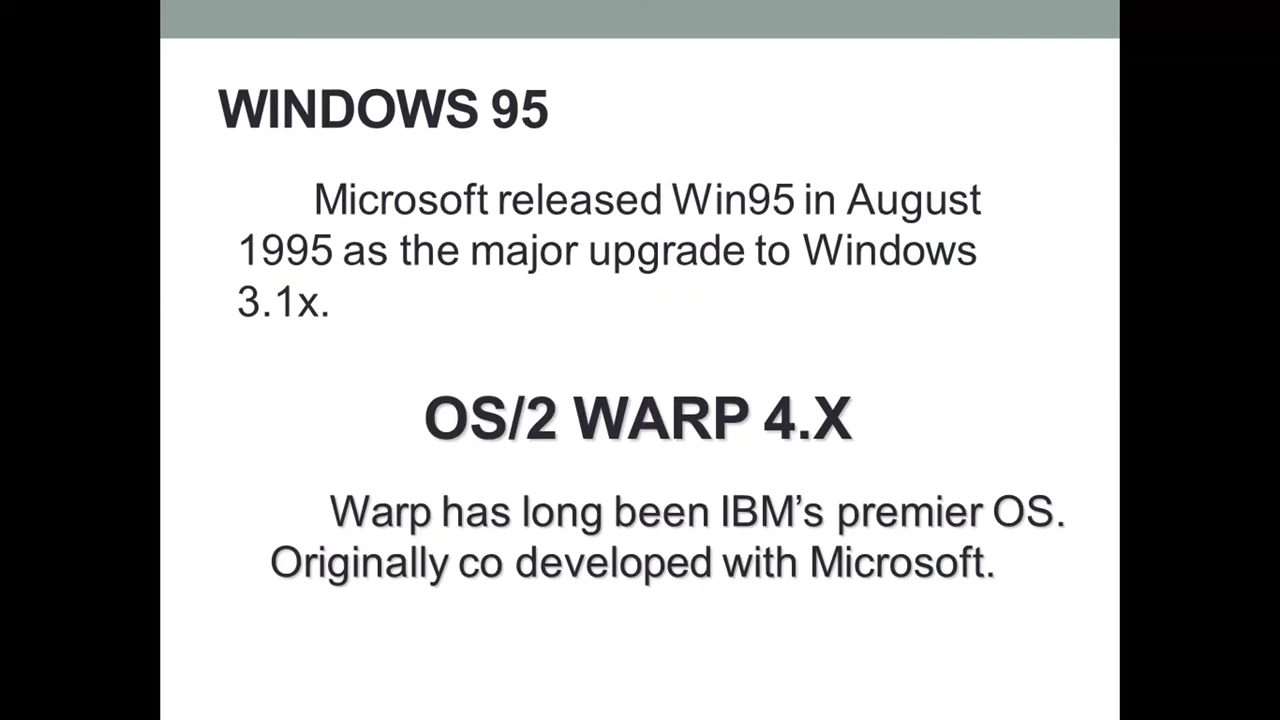 WINDOWS 95
Microsoft released Win95 in August
1995 as the major upgrade to Windows
3.1x.
OS/2 WARP 4.X
Warp has long been IBM’s premier OS.
Originally co developed with Microsoft.